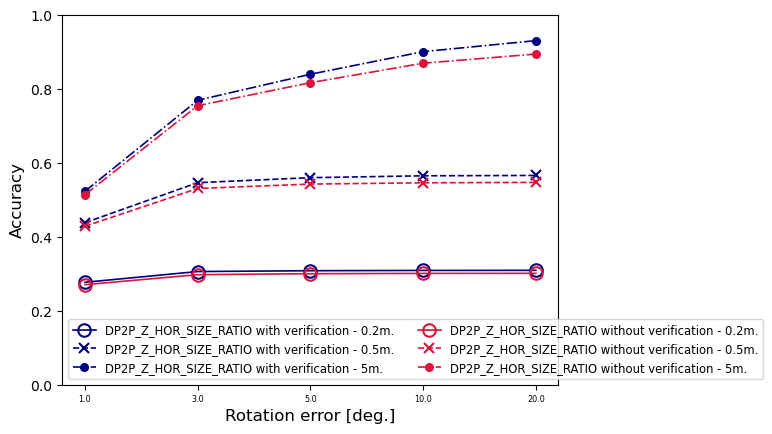 1.0
0.8
0.6
0.4
0.2
0.0
Accuracy
DP2P_Z_HOR_SIZE_RATIO with verification - 0.2m.
DP2P_Z_HOR_SIZE_RATIO with verification - 0.5m.
DP2P_Z_HOR_SIZE_RATIO with verification - 5m.
DP2P_Z_HOR_SIZE_RATIO without verification - 0.2m.
DP2P_Z_HOR_SIZE_RATIO without verification - 0.5m.
DP2P_Z_HOR_SIZE_RATIO without verification - 5m.
1.0 3.0 5.0 10.0 20.0
Rotation error [deg.]